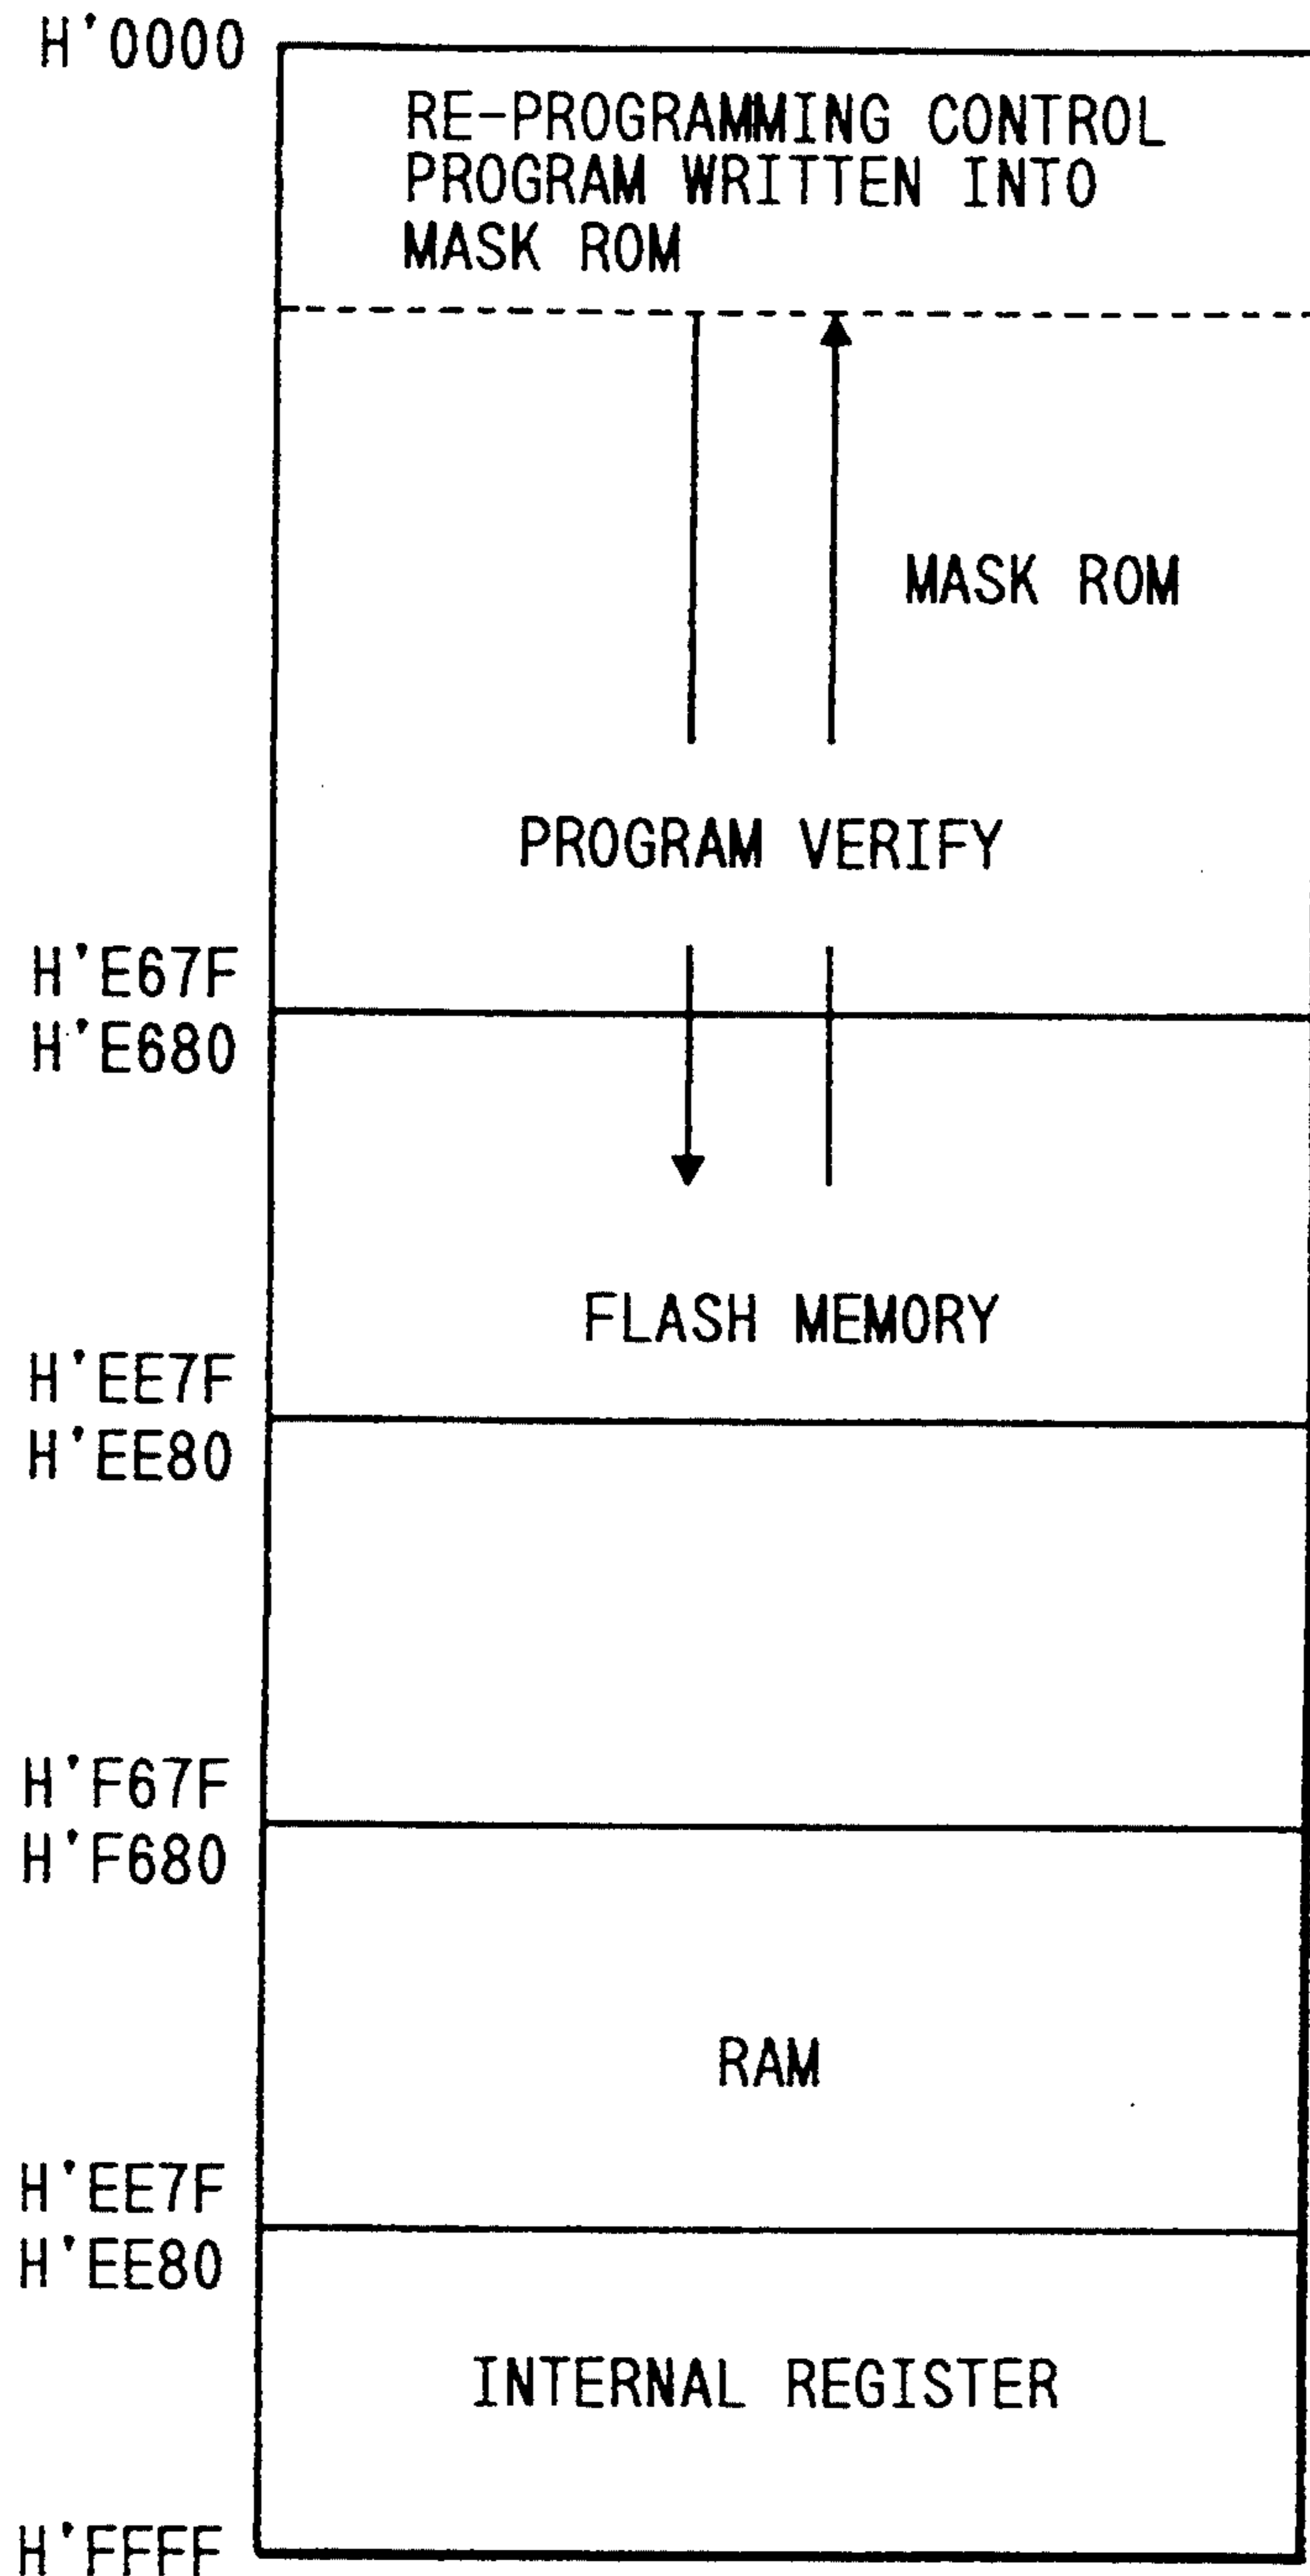 H'0000
RE-PROGRAMMING CONTROL
PROGRAM WRITTEN INTO
MASK ROM
MASK ROM
PROGRAM VERIFY
H'E67F
H'E680
FLASH MEMORY
H'EE7F
H'EE80
H'F67F
H'F680
RAM
H'EE7F
H'EE80
INTERNAL REGISTER
H'FFFF